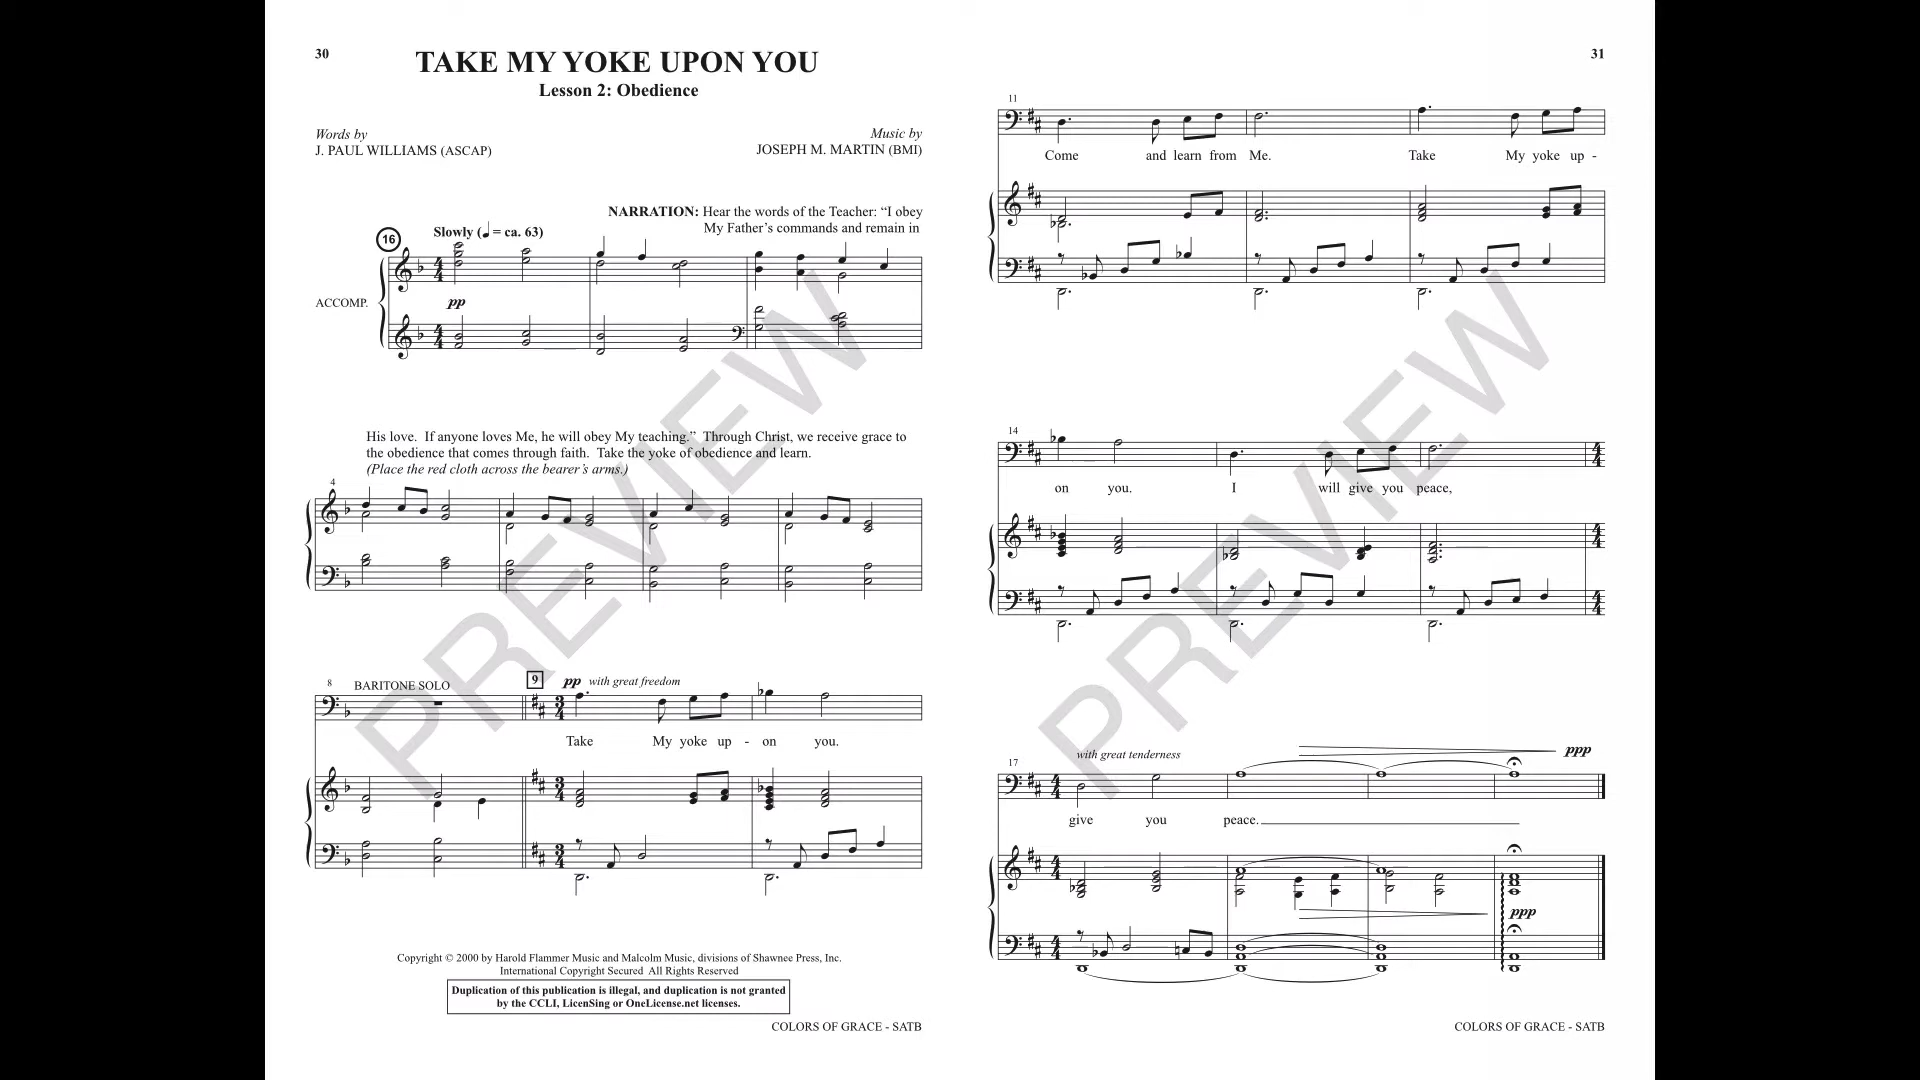 30
TAKE MY YOKE UPON YOU
Lesson 2: Obedience
Words by
J. PAUL WILLIAMS (ASCAP)
Music by
JOSEPH M. MARTIN (BMI)
NARRATION: Hear the words of the Teacher: “I obey
My Father’s commands and remain in
16
Slowly (♩ = ca. 63)
ACCOMP.
pp
His love. If anyone loves Me, he will obey My teaching.” Through Christ, we receive grace to
the obedience that comes through faith. Take the yoke of obedience and learn.
(Place the red cloth across the bearer’s arms.)
4
8 BARITONE SOLO 9 pp with great freedom
Take My yoke up - on you.
Copyright © 2000 by Harold Flammer Music and Malcolm Music, divisions of Shawnee Press, Inc.
International Copyright Secured All Rights Reserved
Duplication of this publication is illegal, and duplication is not granted
by the CCLI, LicenSing or OneLicense.net licenses.
COLORS OF GRACE - SATB
PREVIEW
31
11
Come and learn from Me. Take My yoke up -
14
on you. I will give you peace,
17
with great tenderness
ppp
give you peace.
ppp
COLORS OF GRACE - SATB
PREVIEW